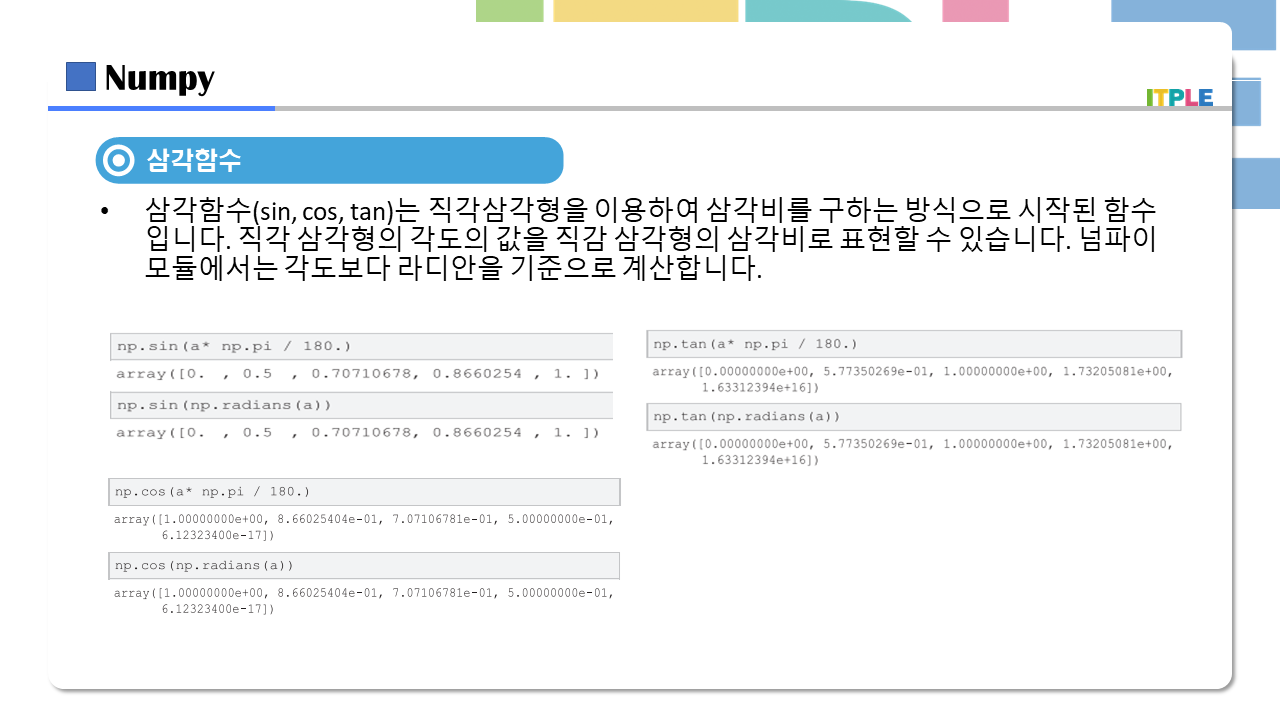 Numpy
ITPLE
삼각함수
• 삼각함수(sin, cos, tan)는 직각삼각형을 이용하여 삼각비를 구하는 방식으로 시작된 함수
입니다. 직각 삼각형의 각도의 값을 직감 삼각형의 삼각비로 표현할 수 있습니다. 넘파이
모듈에서는 각도보다 라디안을 기준으로 계산합니다.
np.sin(a* np.pi / 180.)
array([0. , 0.5 , 0.70710678, 0.8660254 , 1. ])
np.sin(np.radians(a))
array([0. , 0.5 , 0.70710678, 0.8660254 , 1. ])
np.cos(a* np.pi / 180.)
array([1.00000000e+00, 8.66025404e-01, 7.07106781e-01, 5.00000000e-01,
6.12323400e-17])
np.cos(np.radians(a))
array([1.00000000e+00, 8.66025404e-01, 7.07106781e-01, 5.00000000e-01,
6.12323400e-17])
np.tan(a* np.pi / 180.)
array([0.00000000e+00, 5.77350269e-01, 1.00000000e+00, 1.73205081e+00,
1.63312394e+16])
np.tan(np.radians(a))
array([0.00000000e+00, 5.77350269e-01, 1.00000000e+00, 1.73205081e+00,
1.63312394e+16])